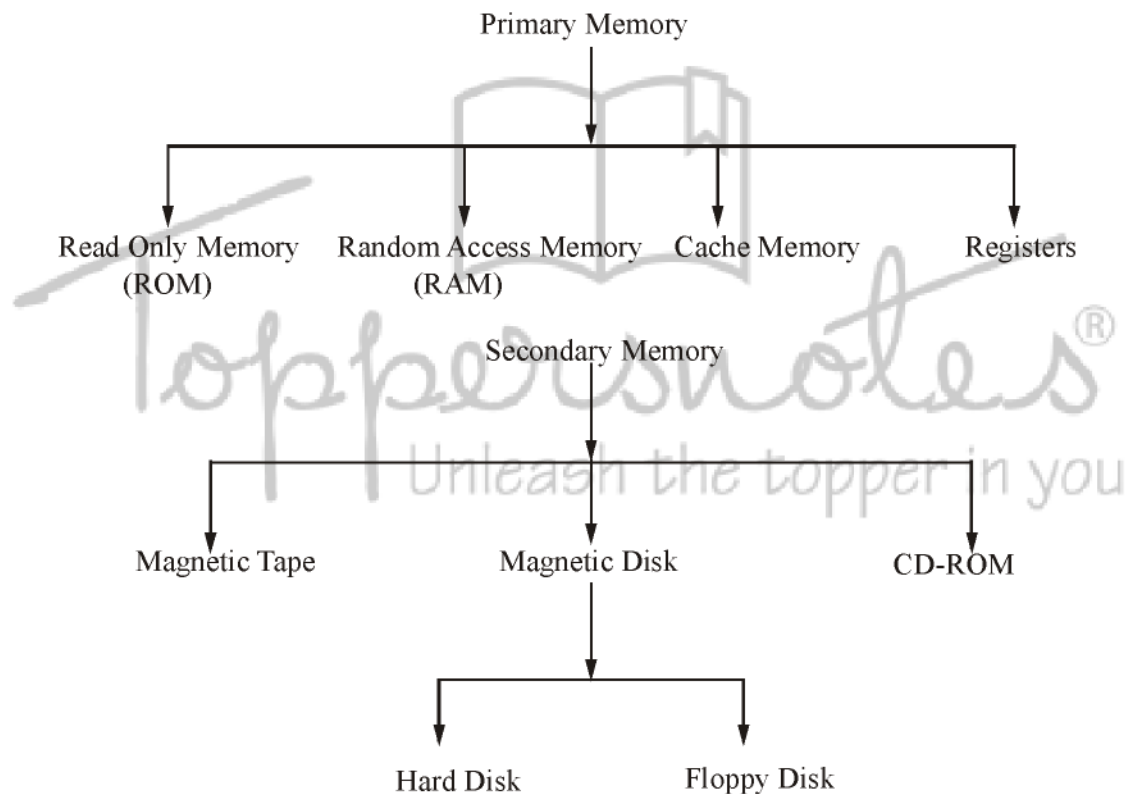 Primary Memory
Read Only Memory
(ROM)
Random Access Memory
(RAM)
Cache Memory
Registers
Toppersnotes®
Unleash the topper in you
Secondary Memory
Magnetic Tape
Magnetic Disk
CD-ROM
Hard Disk
Floppy Disk